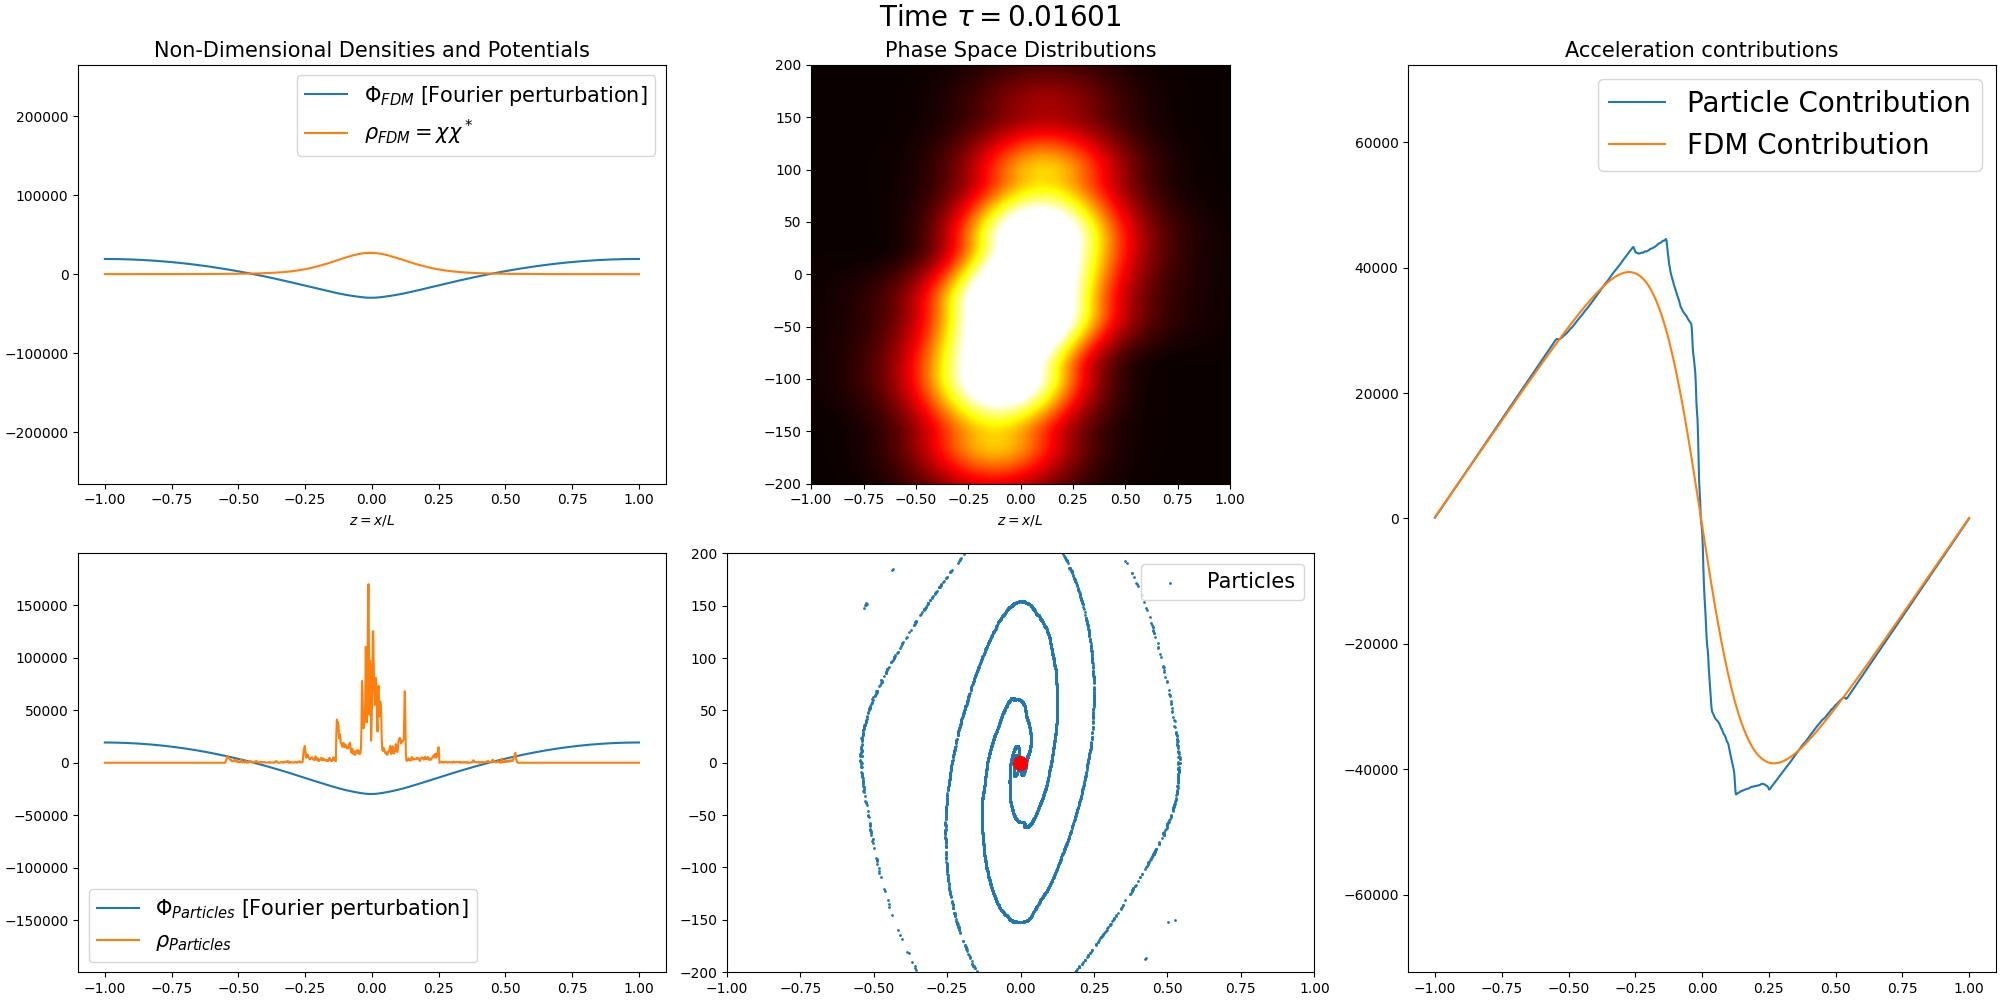 Time τ = 0.01601
Non-Dimensional Densities and Potentials
Φ_FDM [Fourier perturbation]
ρ_FDM = χχ*
200000
100000
0
−100000
−200000
−1.00 −0.75 −0.50 −0.25 0.00 0.25 0.50 0.75 1.00
z = x/L
Phase Space Distributions
200
150
100
50
0
−50
−100
−150
−200
−1.00 −0.75 −0.50 −0.25 0.00 0.25 0.50 0.75 1.00
z = x/L
Acceleration contributions
Particle Contribution
FDM Contribution
60000
40000
20000
0
−20000
−40000
−60000
−1.00 −0.75 −0.50 −0.25 0.00 0.25 0.50 0.75 1.00
150000
100000
50000
0
−50000
−100000
−150000
Φ_Particles [Fourier perturbation]
ρ_Particles
−1.00 −0.75 −0.50 −0.25 0.00 0.25 0.50 0.75 1.00
Particles
200
150
100
50
0
−50
−100
−150
−200
−1.00 −0.75 −0.50 −0.25 0.00 0.25 0.50 0.75 1.00